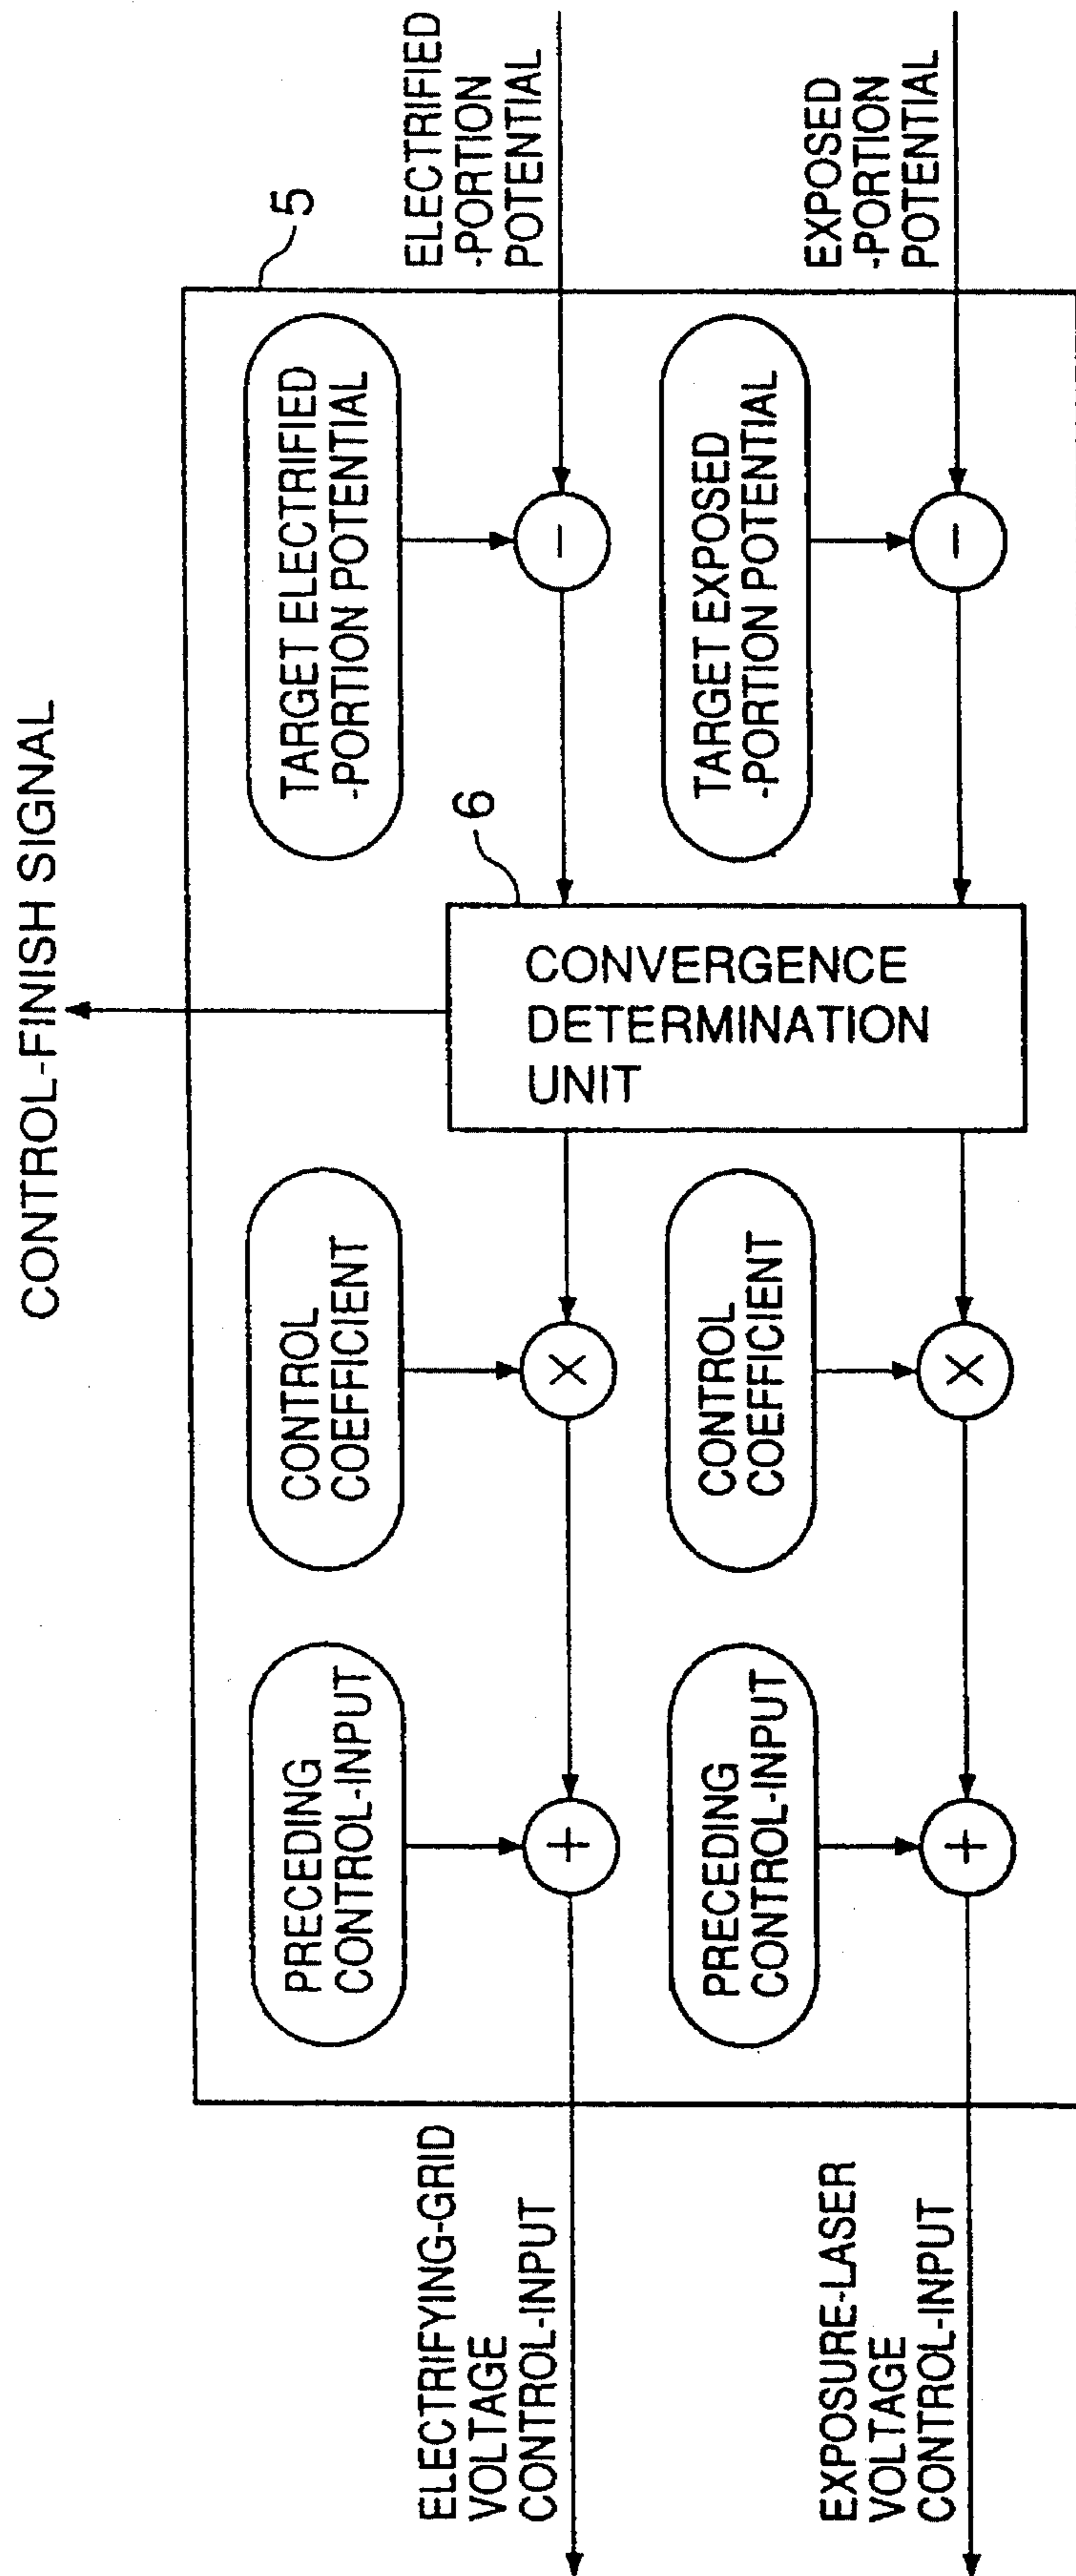 CONTROL-FINISH SIGNAL
5
ELECTRIFYING-GRID
VOLTAGE
CONTROL-INPUT
PRECEDING
CONTROL-INPUT
+
CONTROL
COEFFICIENT
×
6
CONVERGENCE
DETERMINATION
UNIT
TARGET ELECTRIFIED
-PORTION POTENTIAL
−
ELECTRIFIED
-PORTION
POTENTIAL
EXPOSURE-LASER
VOLTAGE
CONTROL-INPUT
PRECEDING
CONTROL-INPUT
+
CONTROL
COEFFICIENT
×
TARGET EXPOSED
-PORTION POTENTIAL
−
EXPOSED
-PORTION
POTENTIAL